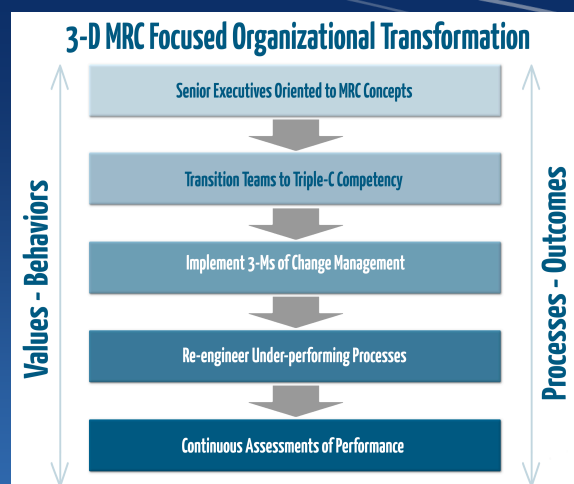 3-D MRC Focused Organizational Transformation
Senior Executives Oriented to MRC Concepts
Transition Teams to Triple-C Competency
Implement 3-Ms of Change Management
Re-engineer Under-performing Processes
Continuous Assessments of Performance
Values - Behaviors
Processes - Outcomes